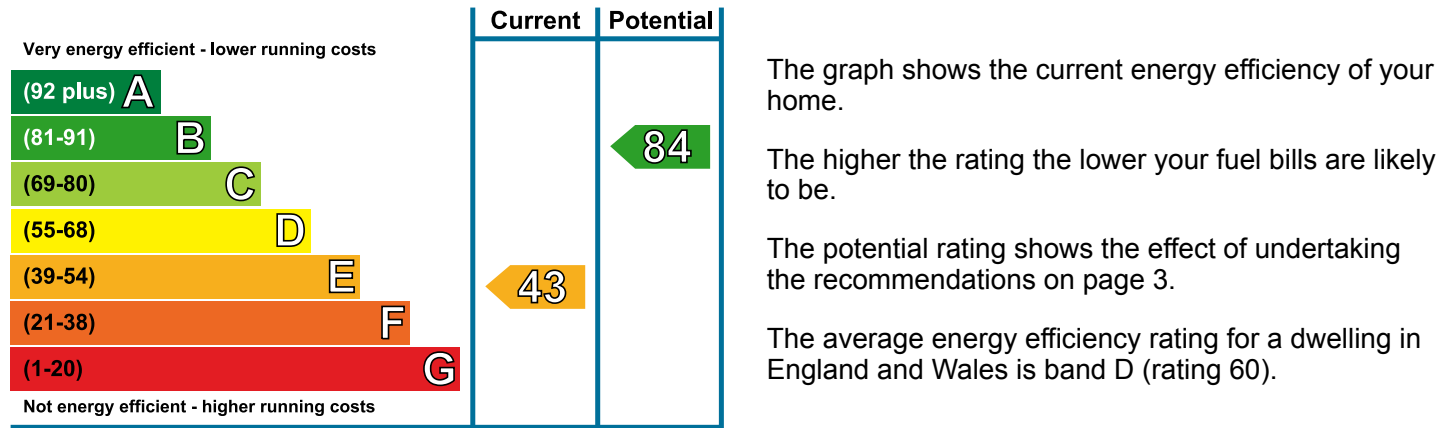 Current Potential
Very energy efficient - lower running costs
(92 plus) A
(81-91) B
84
(69-80) C
(55-68) D
(39-54) E
43
(21-38) F
(1-20) G
Not energy efficient - higher running costs
The graph shows the current energy efficiency of your
home.
The higher the rating the lower your fuel bills are likely
to be.
The potential rating shows the effect of undertaking
the recommendations on page 3.
The average energy efficiency rating for a dwelling in
England and Wales is band D (rating 60).